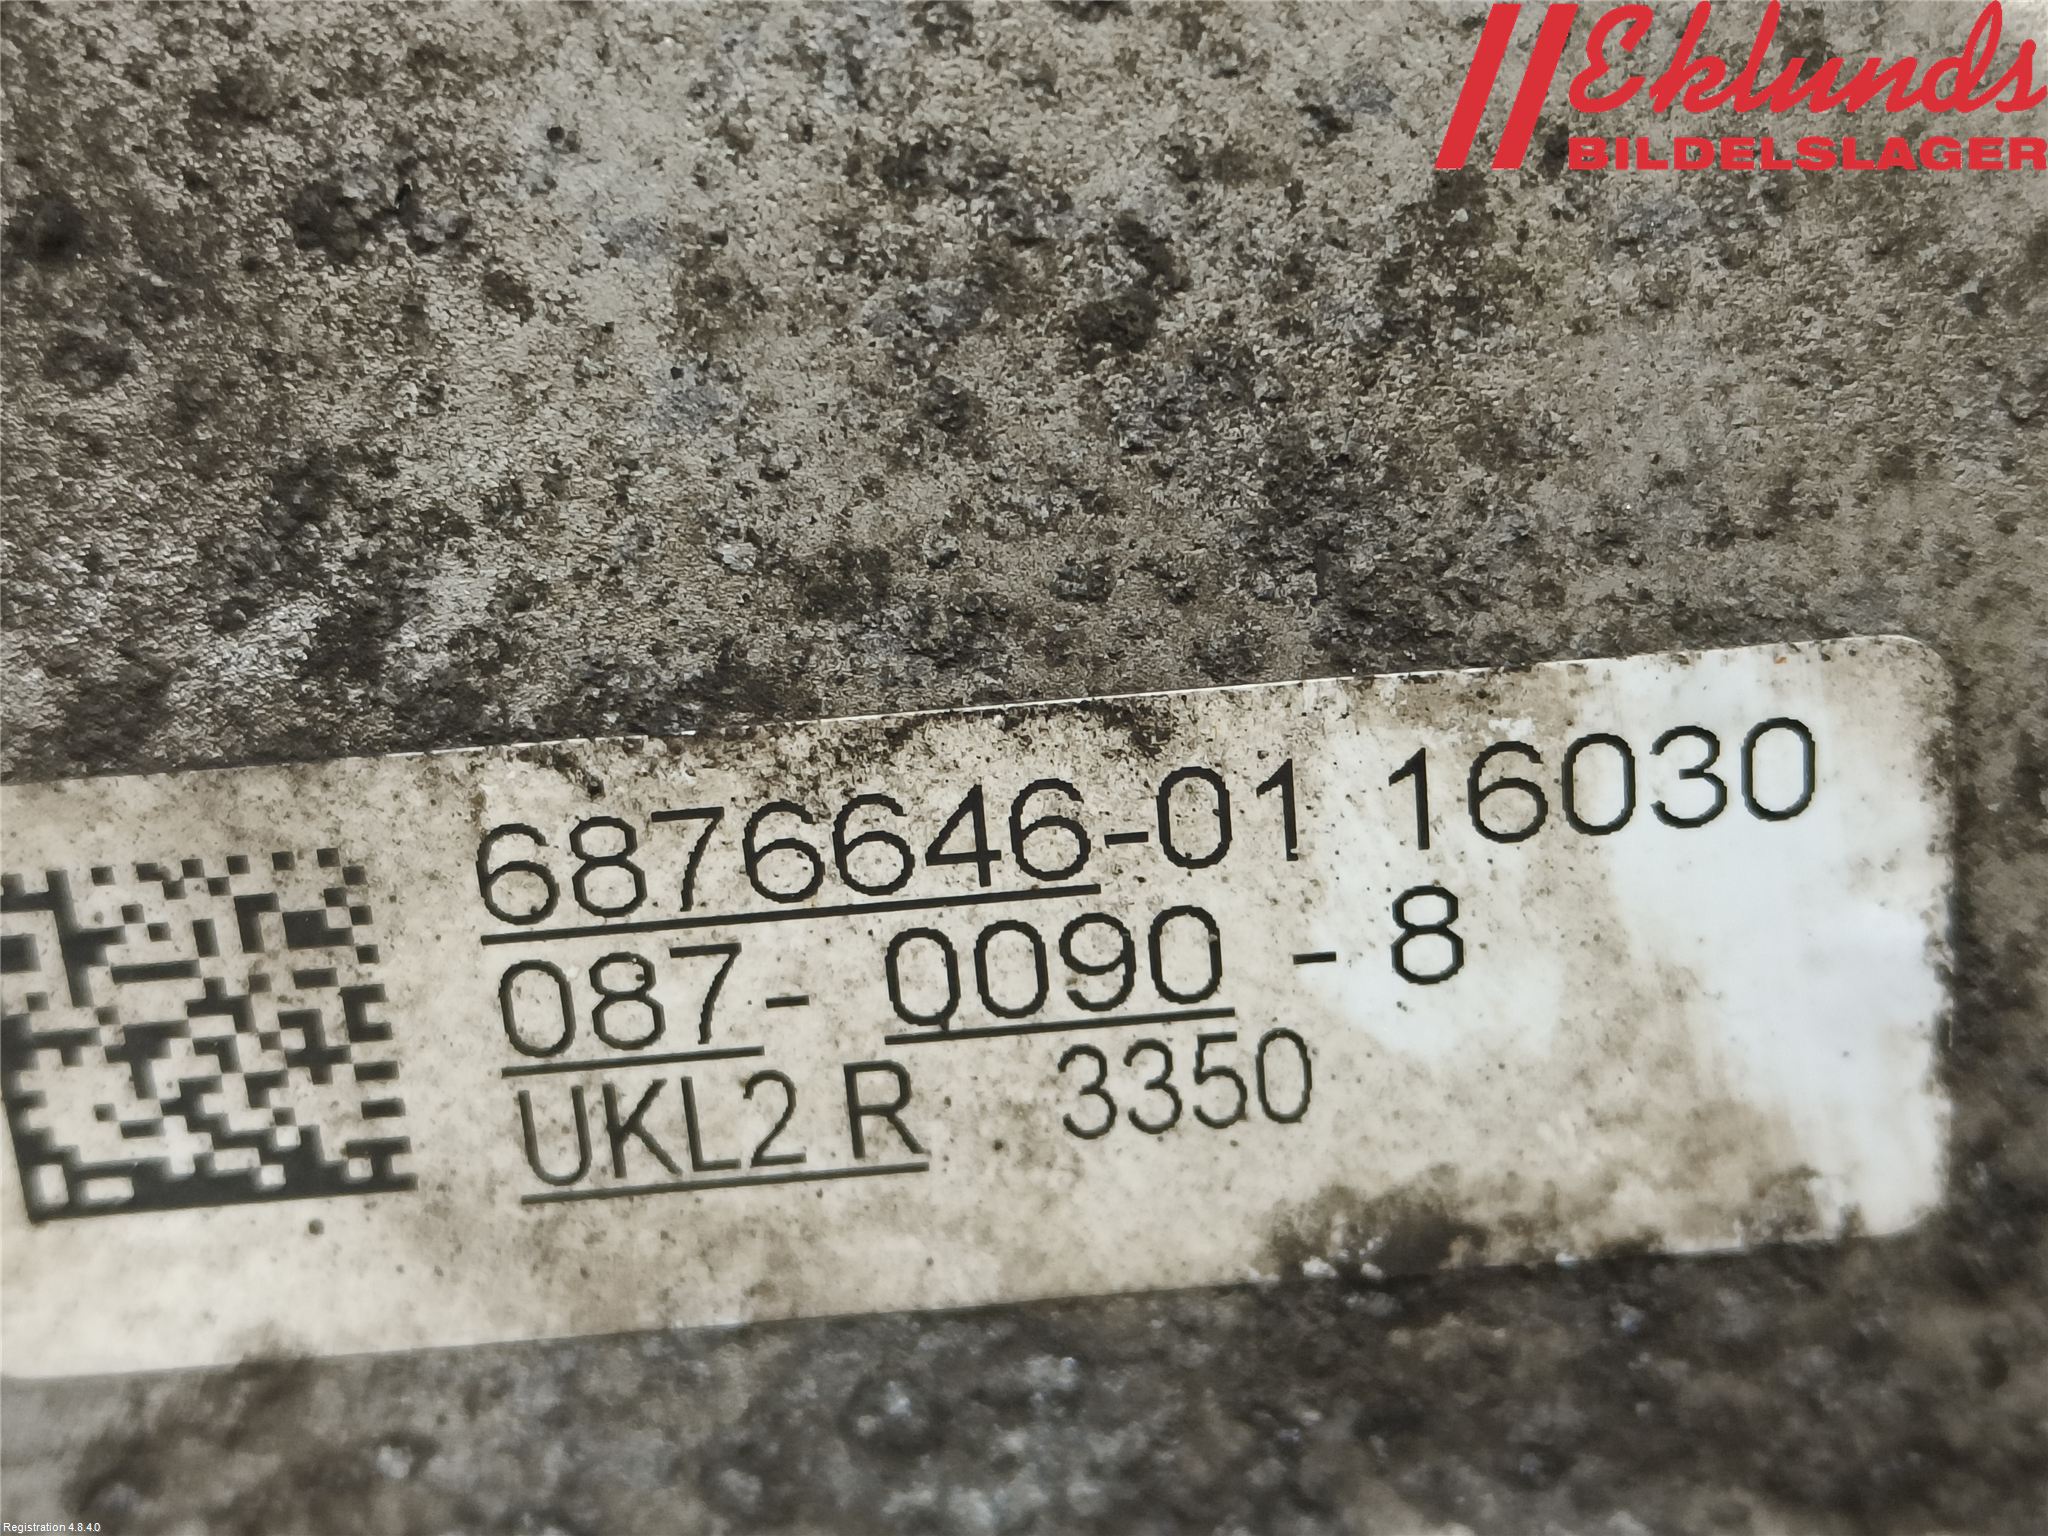 Eklunds
BILDELSLAGER
6876646-01 16030
087- 0090 - 8
UKL2 R 3350
Registration 4.8.4.0